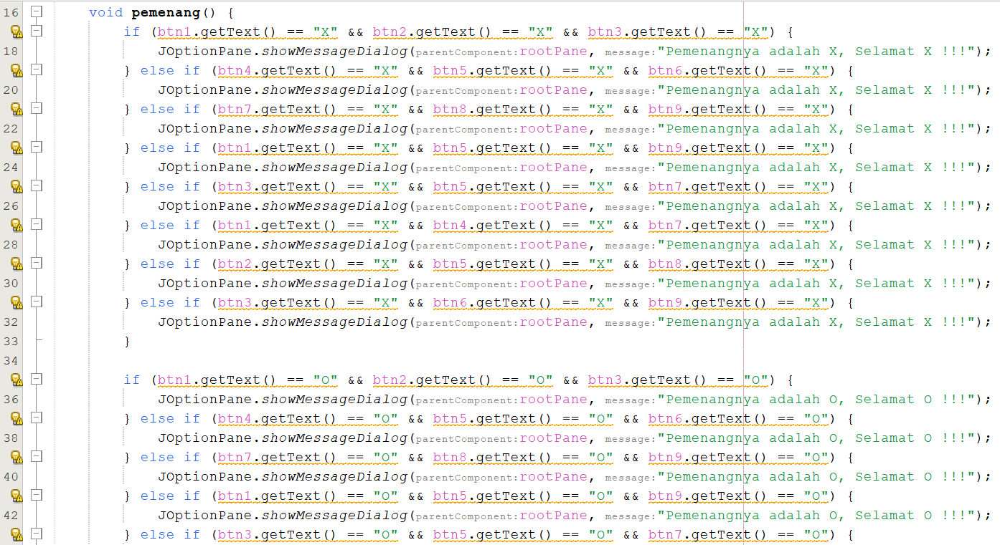 16 void pemenang() {
if (btn1.getText() == "X" && btn2.getText() == "X" && btn3.getText() == "X") {
18 JOptionPane.showMessageDialog(parentComponent:rootPane, message:"Pemenangnya adalah X, Selamat X !!!");
} else if (btn4.getText() == "X" && btn5.getText() == "X" && btn6.getText() == "X") {
20 JOptionPane.showMessageDialog(parentComponent:rootPane, message:"Pemenangnya adalah X, Selamat X !!!");
} else if (btn7.getText() == "X" && btn8.getText() == "X" && btn9.getText() == "X") {
22 JOptionPane.showMessageDialog(parentComponent:rootPane, message:"Pemenangnya adalah X, Selamat X !!!");
} else if (btn1.getText() == "X" && btn5.getText() == "X" && btn9.getText() == "X") {
24 JOptionPane.showMessageDialog(parentComponent:rootPane, message:"Pemenangnya adalah X, Selamat X !!!");
} else if (btn3.getText() == "X" && btn5.getText() == "X" && btn7.getText() == "X") {
26 JOptionPane.showMessageDialog(parentComponent:rootPane, message:"Pemenangnya adalah X, Selamat X !!!");
} else if (btn1.getText() == "X" && btn4.getText() == "X" && btn7.getText() == "X") {
28 JOptionPane.showMessageDialog(parentComponent:rootPane, message:"Pemenangnya adalah X, Selamat X !!!");
} else if (btn2.getText() == "X" && btn5.getText() == "X" && btn8.getText() == "X") {
30 JOptionPane.showMessageDialog(parentComponent:rootPane, message:"Pemenangnya adalah X, Selamat X !!!");
} else if (btn3.getText() == "X" && btn6.getText() == "X" && btn9.getText() == "X") {
32 JOptionPane.showMessageDialog(parentComponent:rootPane, message:"Pemenangnya adalah X, Selamat X !!!");
33 }
34
if (btn1.getText() == "O" && btn2.getText() == "O" && btn3.getText() == "O") {
36 JOptionPane.showMessageDialog(parentComponent:rootPane, message:"Pemenangnya adalah O, Selamat O !!!");
} else if (btn4.getText() == "O" && btn5.getText() == "O" && btn6.getText() == "O") {
38 JOptionPane.showMessageDialog(parentComponent:rootPane, message:"Pemenangnya adalah O, Selamat O !!!");
} else if (btn7.getText() == "O" && btn8.getText() == "O" && btn9.getText() == "O") {
40 JOptionPane.showMessageDialog(parentComponent:rootPane, message:"Pemenangnya adalah O, Selamat O !!!");
} else if (btn1.getText() == "O" && btn5.getText() == "O" && btn9.getText() == "O") {
42 JOptionPane.showMessageDialog(parentComponent:rootPane, message:"Pemenangnya adalah O, Selamat O !!!");
} else if (btn3.getText() == "O" && btn5.getText() == "O" && btn7.getText() == "O") {